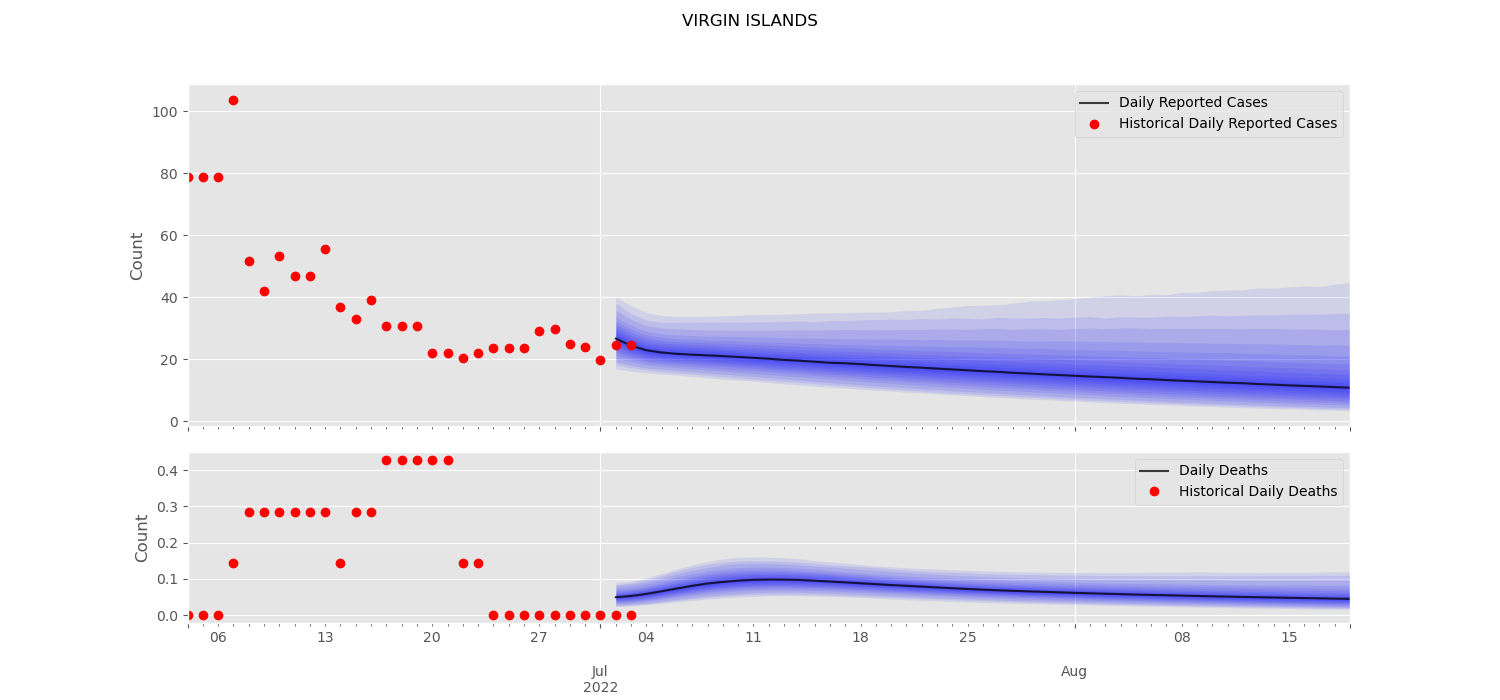 VIRGIN ISLANDS
Daily Reported Cases
Historical Daily Reported Cases
Count
100
80
60
40
20
0
Daily Deaths
Historical Daily Deaths
Count
0.4
0.3
0.2
0.1
0.0
06 13 20 27 04 11 18 25 08 15
Jul Aug
2022